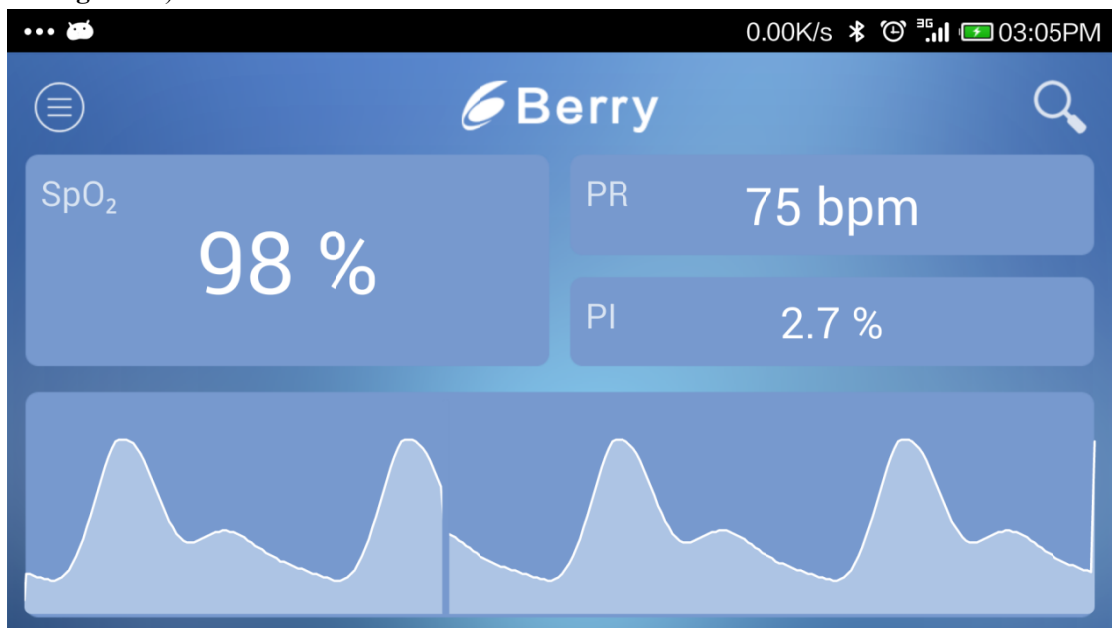 0.00K/s 3G 03:05PM
Berry
SpO₂
98 %
PR
75 bpm
PI
2.7 %